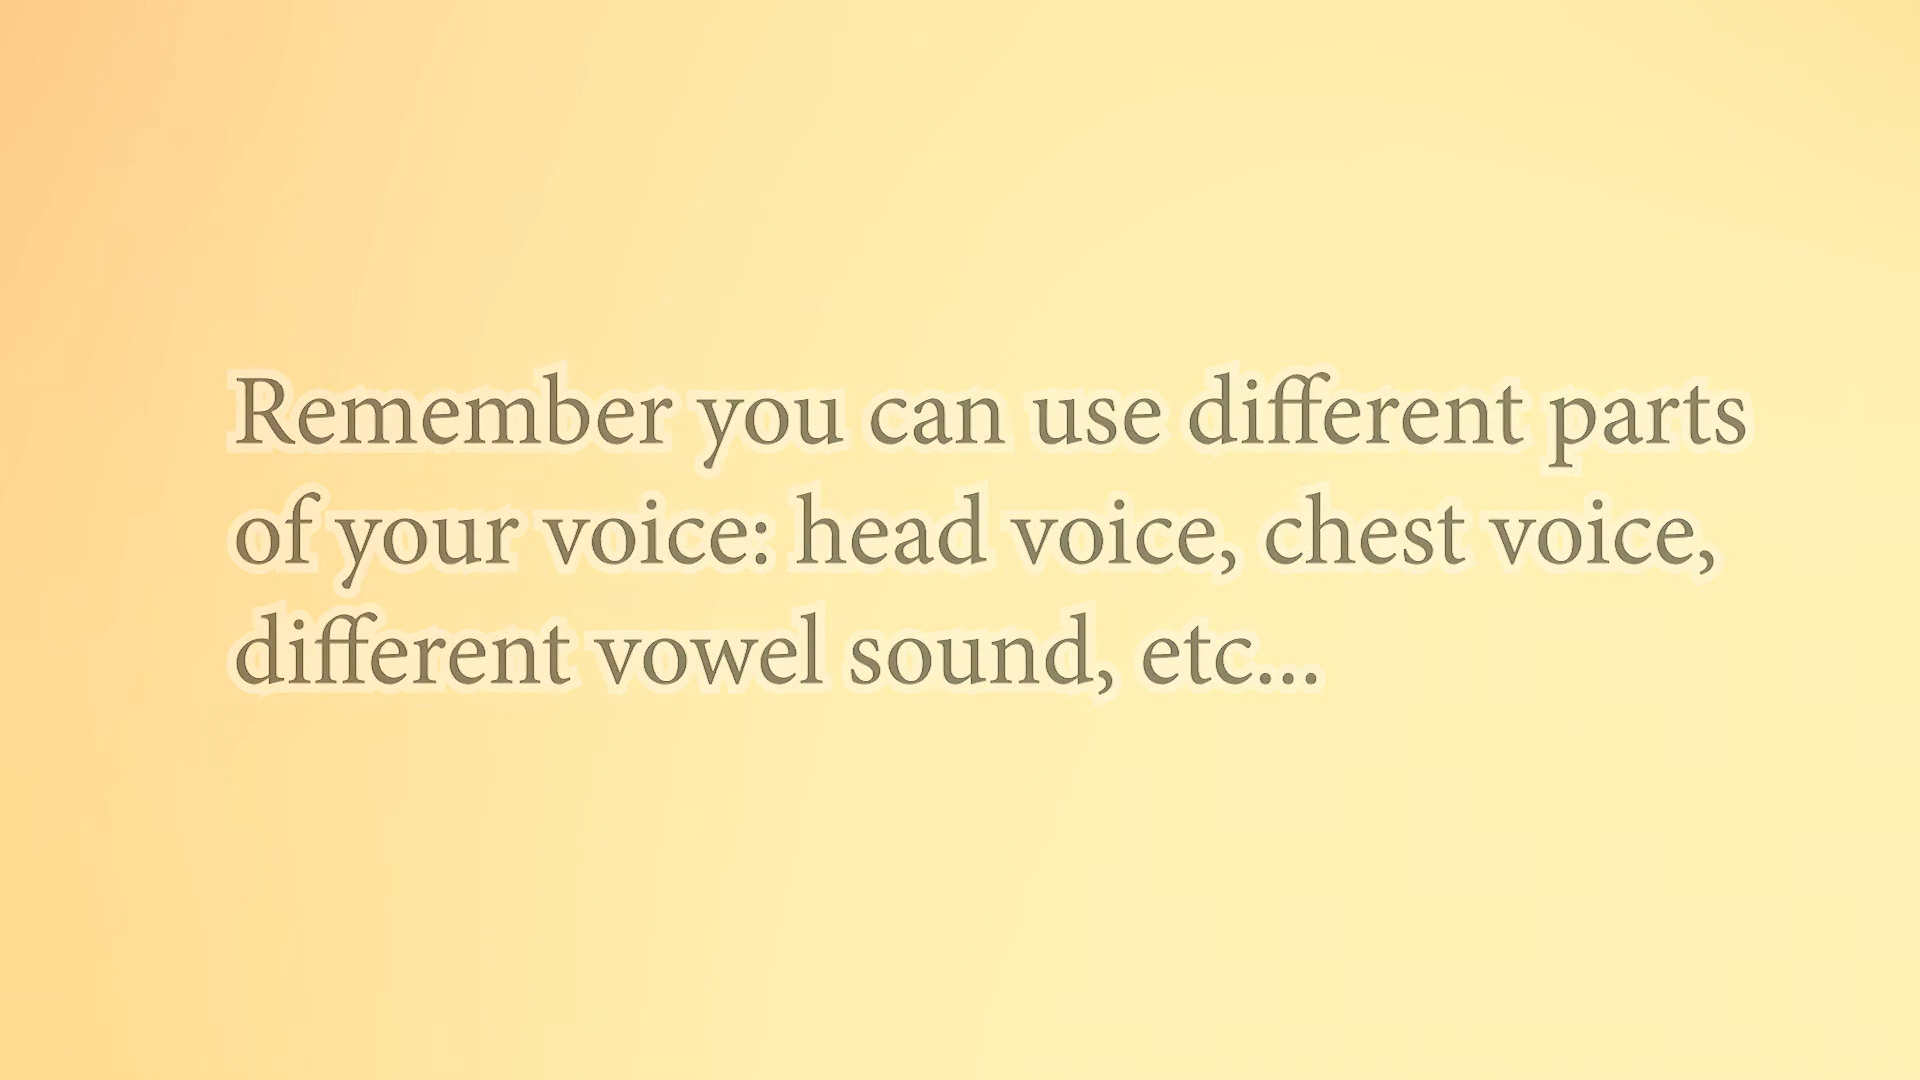 Remember you can use different parts
of your voice: head voice, chest voice,
different vowel sound, etc...